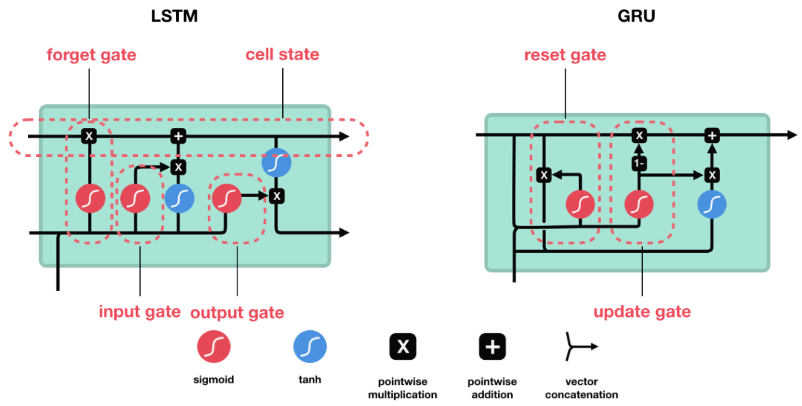 LSTM
GRU
forget gate
cell state
reset gate
x
+
x
+
x
1-
x
x
x
input gate
output gate
update gate
x
+
sigmoid
tanh
pointwise
multiplication
pointwise
addition
vector
concatenation